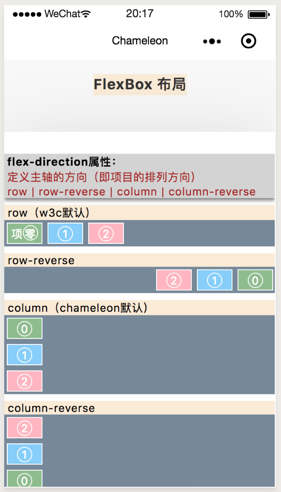 WeChat 20:17 100%
Chameleon
FlexBox 布局
flex-direction属性：
定义主轴的方向（即项目的排列方向）
row | row-reverse | column | column-reverse
row（w3c默认）
项零 ① ②
row-reverse
② ① ⓪
column（chameleon默认）
⓪
①
②
column-reverse
②
①
⓪